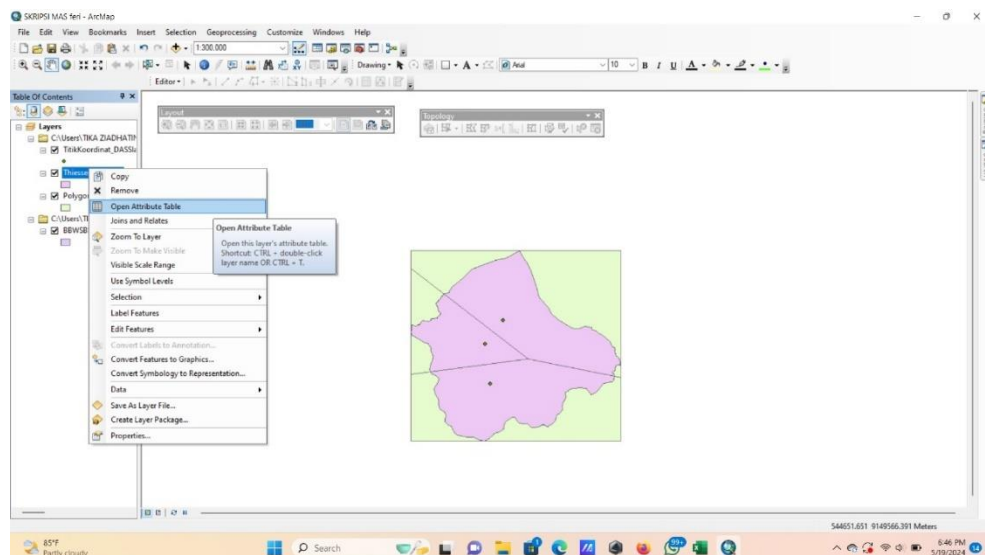 SKRIPSI MAS feri - ArcMap
File Edit View Bookmarks Insert Selection Geoprocessing Customize Windows Help
1:300.000
Drawing
Arial
10
B I U A
Editor
Table Of Contents
Layout
Topology
Layers
C:\Users\TIKA ZIADHATIN
TitikKoordinat_DASSla
Thiesse
Polygo
C:\Users\TI
BBWSB
Copy
Remove
Open Attribute Table
Joins and Relates
Zoom To Layer
Zoom To Make Visible
Visible Scale Range
Use Symbol Levels
Selection
Label Features
Edit Features
Convert Labels to Annotation...
Convert Features to Graphics...
Convert Symbology to Representation...
Data
Save As Layer File...
Create Layer Package...
Properties...
Open Attribute Table
Open this layer's attribute table.
Shortcut: CTRL + double-click
layer name OR CTRL + T.
544651.651 9149566.391 Meters
85°F
Partly cloudy
Search
99+
6:46 PM
5/19/2024